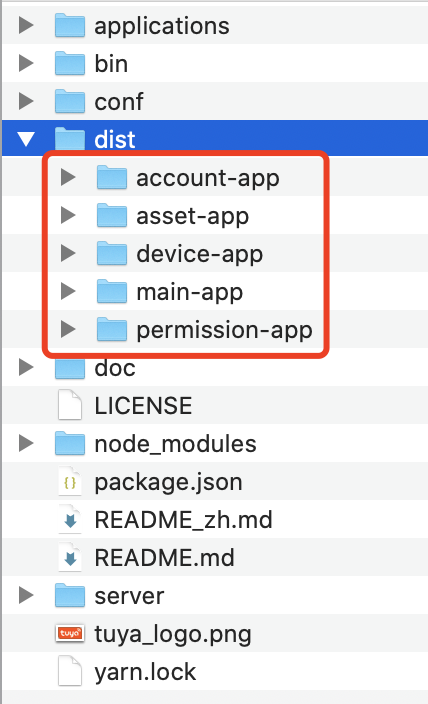 applications
bin
conf
dist
account-app
asset-app
device-app
main-app
permission-app
doc
LICENSE
node_modules
package.json
README_zh.md
README.md
server
tuya
tuya_logo.png
yarn.lock